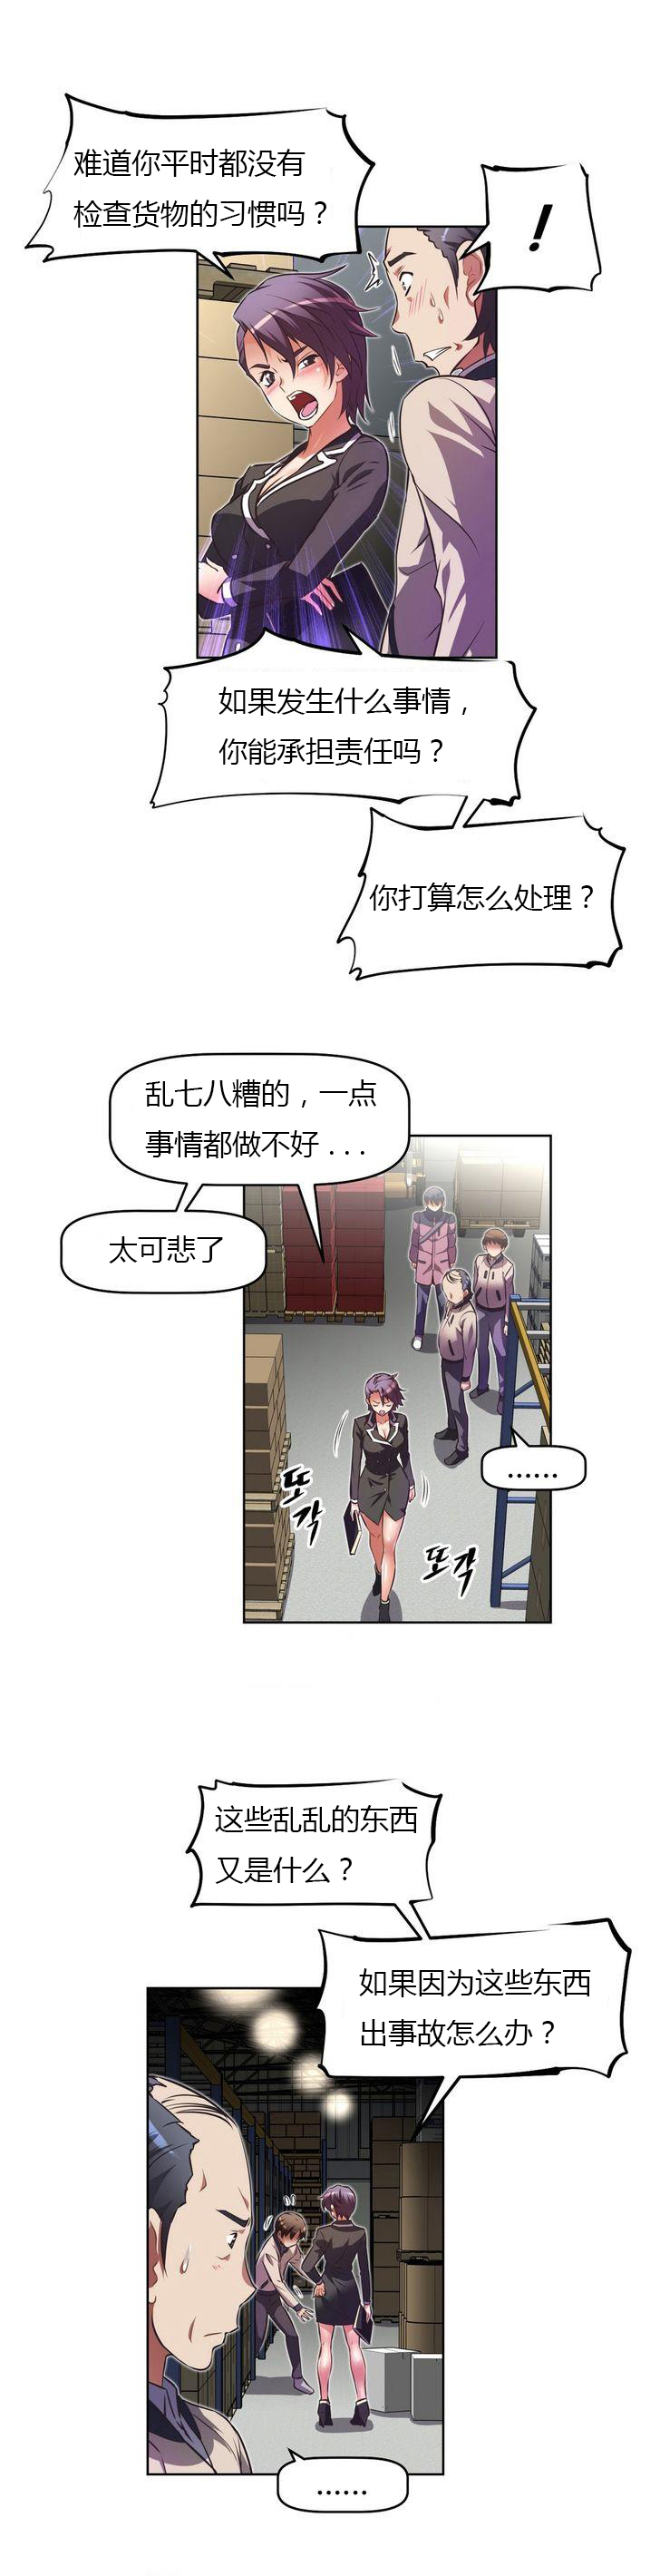 难道你平时都没有
检查货物的习惯吗？
！
如果发生什么事情，
你能承担责任吗？
你打算怎么处理？
乱七八糟的，一点
事情都做不好...
太可悲了
......
또각
또각
这些乱乱的东西
又是什么？
如果因为这些东西
出事故怎么办？
......